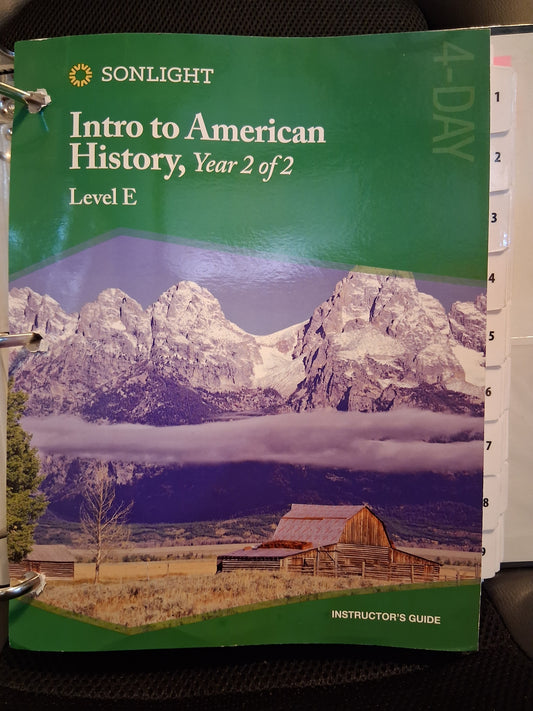 SONLIGHT
4-DAY
Intro to American
History, Year 2 of 2
Level E
1
2
3
4
5
6
7
8
9
INSTRUCTOR'S GUIDE